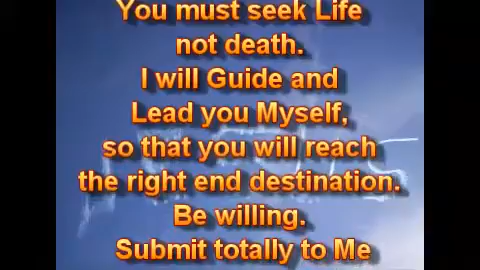 You must seek Life
not death.
I will Guide and
Lead you Myself,
so that you will reach
the right end destination.
Be willing.
Submit totally to Me